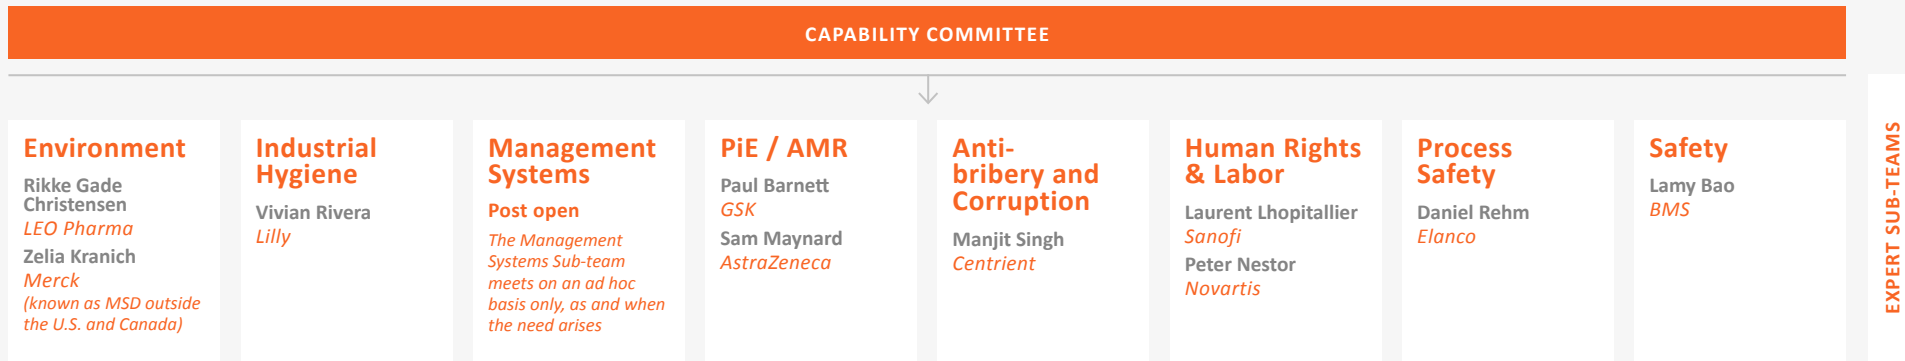 CAPABILITY COMMITTEE
Environment
Rikke Gade
Christensen
LEO Pharma
Zelia Kranich
Merck
(known as MSD outside
the U.S. and Canada)
Industrial
Hygiene
Vivian Rivera
Lilly
Management
Systems
Post open
The Management
Systems Sub-team
meets on an ad hoc
basis only, as and when
the need arises
PiE / AMR
Paul Barnett
GSK
Sam Maynard
AstraZeneca
Anti-
bribery and
Corruption
Manjit Singh
Centrient
Human Rights
& Labor
Laurent Lhopitallier
Sanofi
Peter Nestor
Novartis
Process
Safety
Daniel Rehm
Elanco
Safety
Lamy Bao
BMS
EXPERT SUB-TEAMS